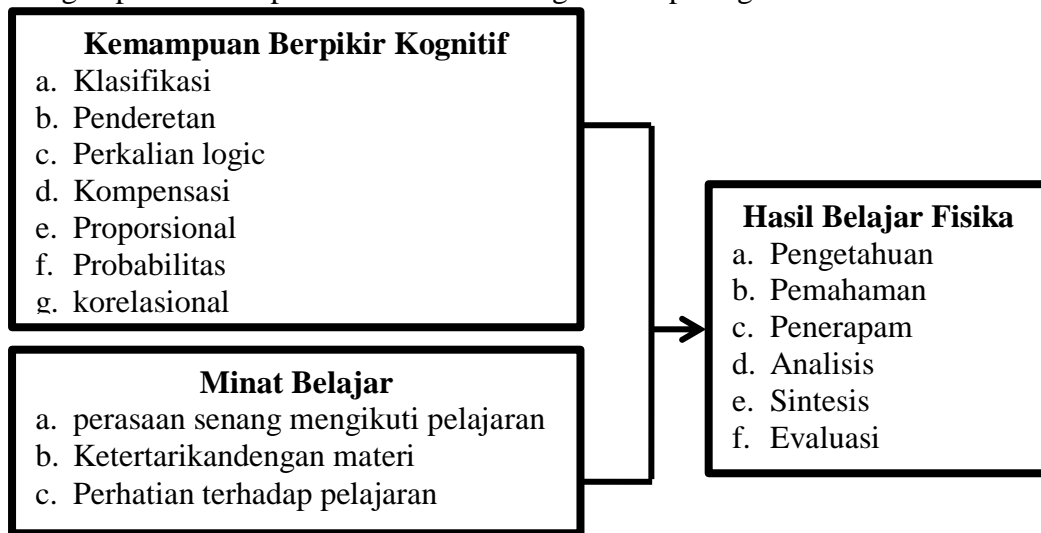 Kemampuan Berpikir Kognitif
a. Klasifikasi
b. Penderetan
c. Perkalian logic
d. Kompensasi
e. Proporsional
f. Probabilitas
g. korelasional
Minat Belajar
a. perasaan senang mengikuti pelajaran
b. Ketertarikandengan materi
c. Perhatian terhadap pelajaran
Hasil Belajar Fisika
a. Pengetahuan
b. Pemahaman
c. Penerapam
d. Analisis
e. Sintesis
f. Evaluasi